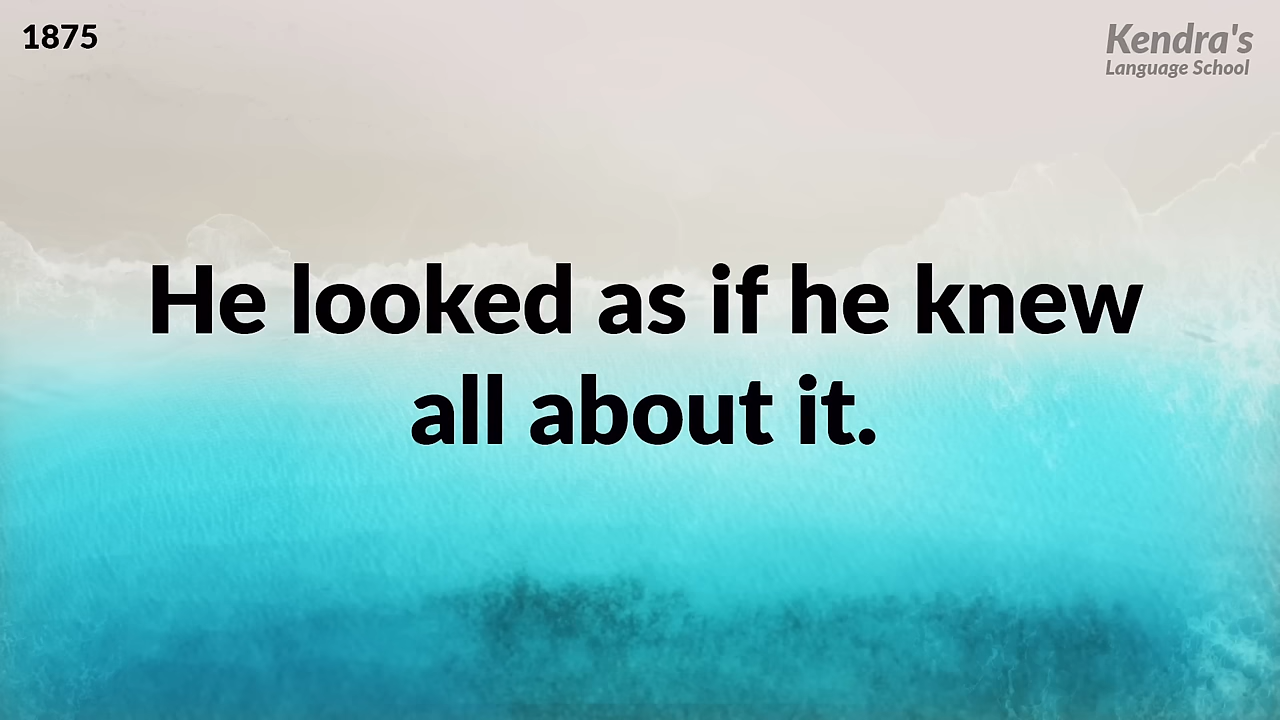 1875
Kendra's
Language School
He looked as if he knew
all about it.